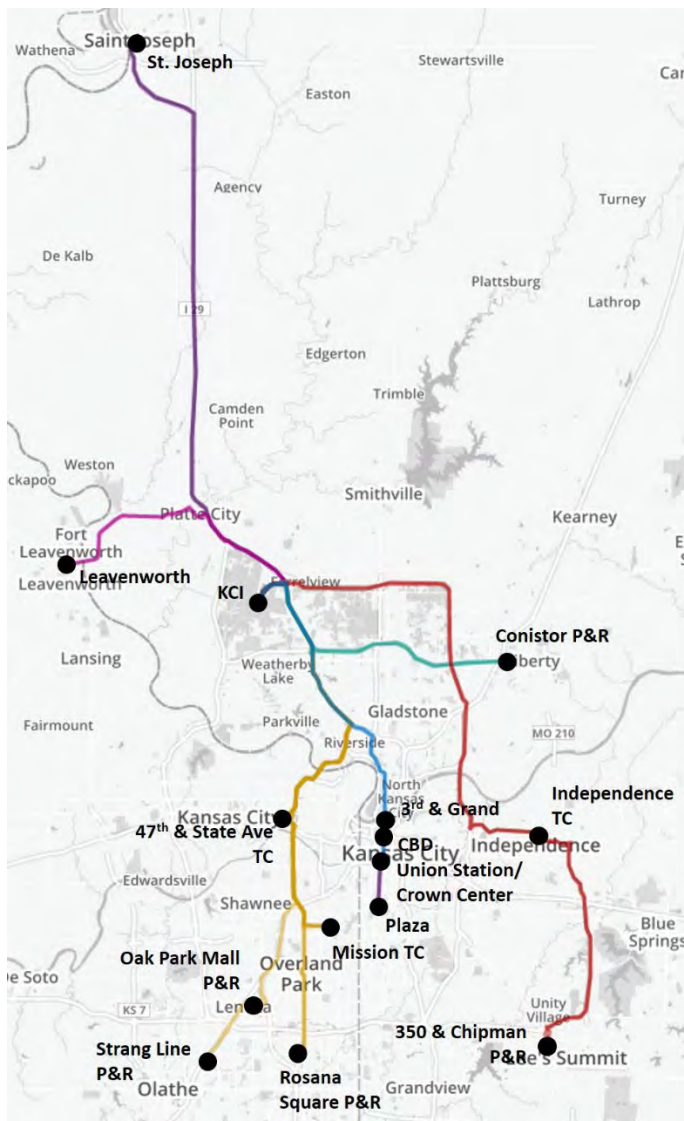 Saint Joseph
Wathena
St. Joseph
Stewartsville
Easton
Agency
Turney
De Kalb
Plattsburg
Lathrop
I 29
Edgerton
Trimble
Camden
Point
Weston
Smithville
Platte City
Kearney
Fort
Leavenworth
Leavenworth
Leavenworth
KCI
Conistor P&R
Lansing
Weatherby
Lake
Gladstone
Fairmount
Parkville
Riverside
MO 210
North
Kansas
City
Independence
TC
Kansas City
3rd & Grand
47th & State Ave
TC
CBD
Kansas City
Independence
Union Station/
Crown Center
Edwardsville
Shawnee
Plaza
Blue
Springs
Mission TC
Oak Park Mall
P&R
Overland
Park
De Soto
KS 7
Unity
Village
350 & Chipman
P&R
Strang Line
P&R
Olathe
Rosana
Square P&R
Grandview